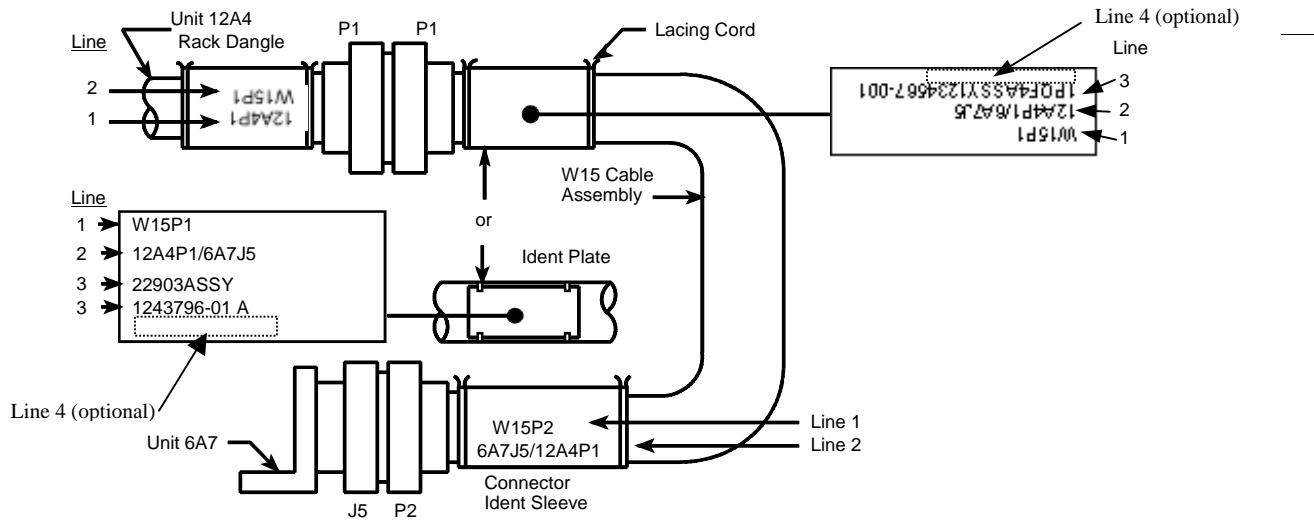 Unit 12A4
Rack Dangle
P1
P1
Lacing Cord
Line 4 (optional)
Line
2
1
12A4P1
W15P1
Line
3
2
1
W15P1
12A4P1/6A7J5
1PQE4ASSY1234567-001
W15 Cable
Assembly
or
Ident Plate
Line
1
2
3
3
W15P1
12A4P1/6A7J5
22903ASSY
1243796-01 A
Line 4 (optional)
Unit 6A7
W15P2
6A7J5/12A4P1
Line 1
Line 2
Connector
Ident Sleeve
J5
P2